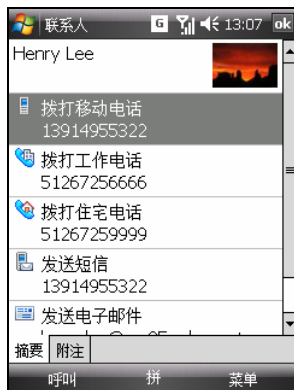 联系人 G 13:07 ok
Henry Lee
拨打移动电话
13914955322
拨打工作电话
51267256666
拨打住宅电话
51267259999
发送短信
13914955322
发送电子邮件
摘要 附注
呼叫 拼 菜单